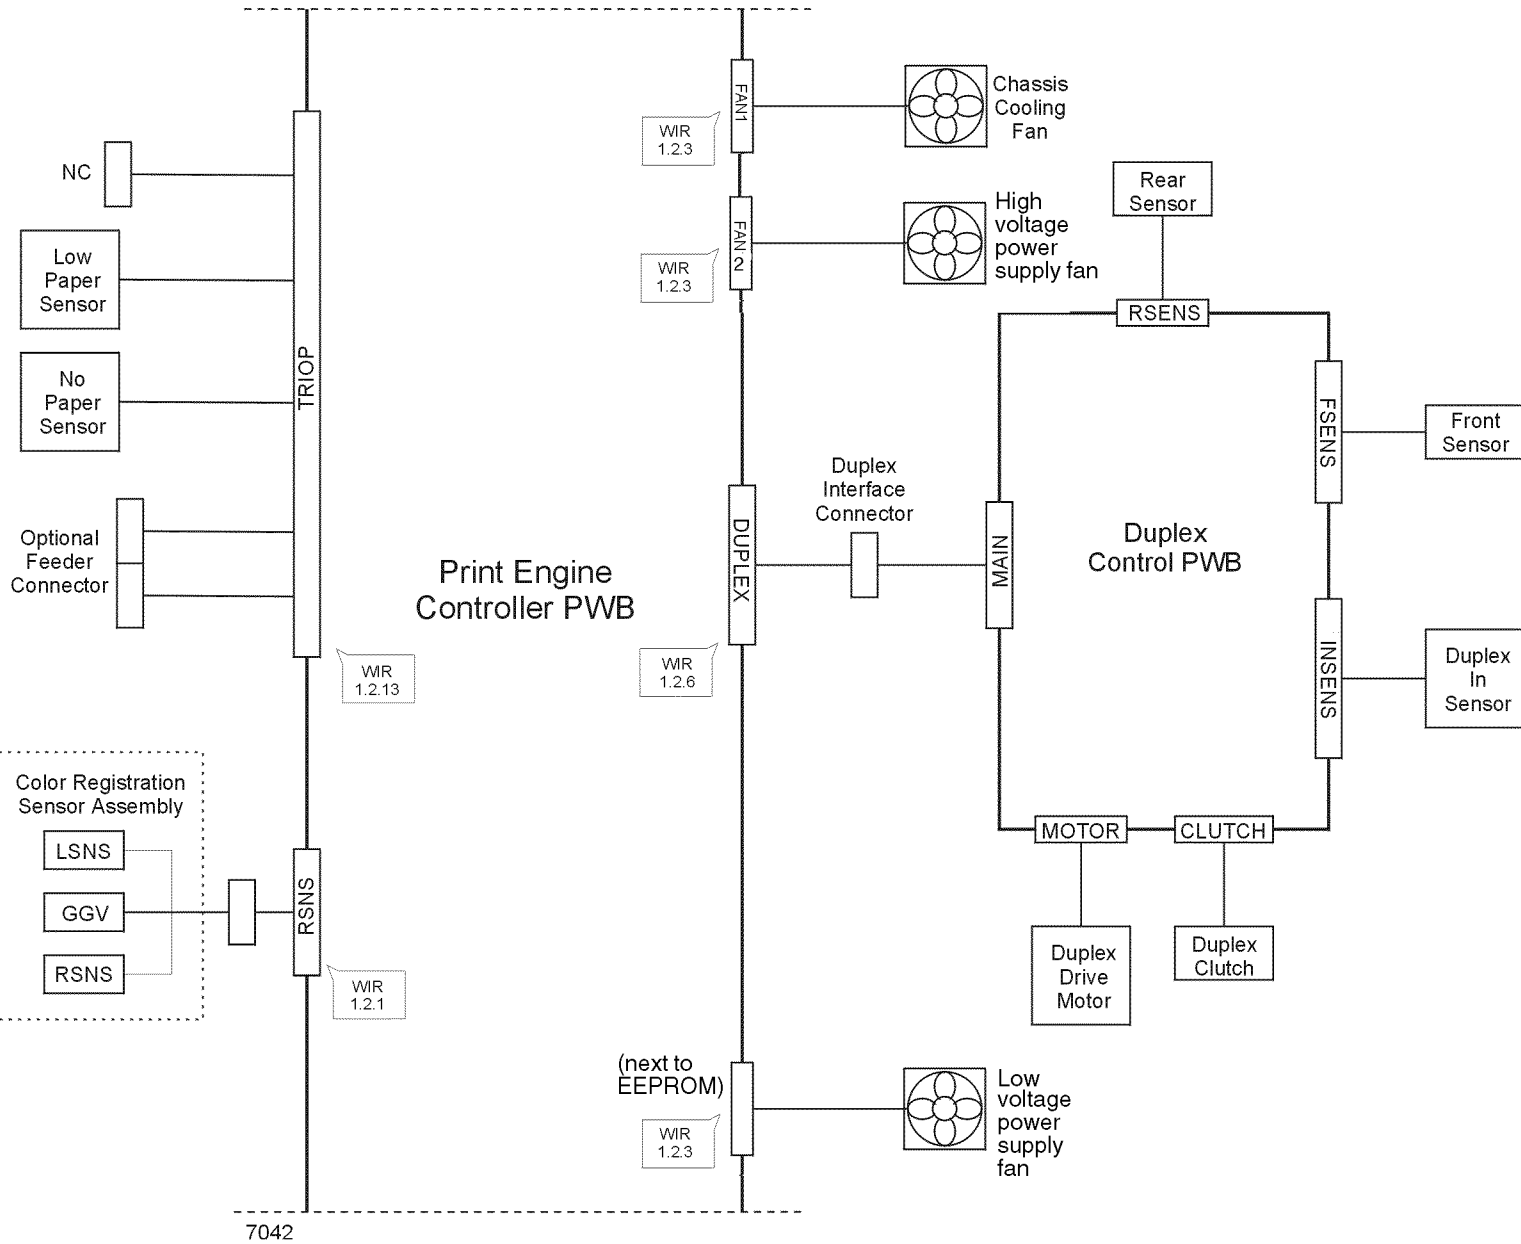 FAN1
Chassis
Cooling
Fan
WIR
1.2.3
NC
Rear
Sensor
FAN 2
High
voltage
power
supply fan
WIR
1.2.3
Low
Paper
Sensor
RSENS
TRIOP
No
Paper
Sensor
FSENS
Front
Sensor
Duplex
Interface
Connector
Optional
Feeder
Connector
Print Engine
Controller PWB
DUPLEX
MAIN
Duplex
Control PWB
WIR
1.2.13
WIR
1.2.6
INSENS
Duplex
In
Sensor
Color Registration
Sensor Assembly
LSNS
GGV
RSNS
RSNS
WIR
1.2.1
MOTOR
CLUTCH
Duplex
Drive
Motor
Duplex
Clutch
(next to
EEPROM)
WIR
1.2.3
Low
voltage
power
supply
fan
7042